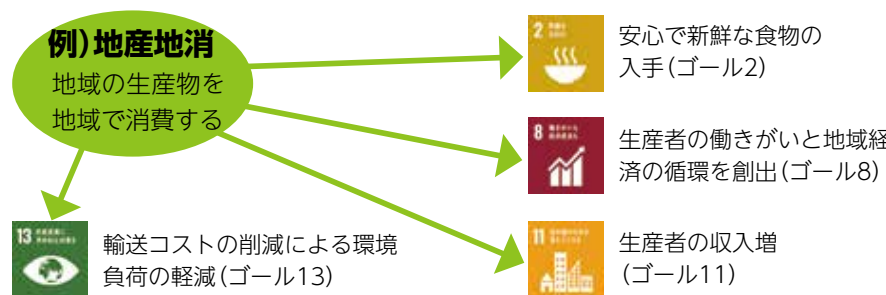 例)地産地消
地域の生産物を
地域で消費する
2
安心で新鮮な食物の
入手(ゴール2)
8
生産者の働きがいと地域経
済の循環を創出(ゴール8)
13
輸送コストの削減による環境
負荷の軽減(ゴール13)
11
生産者の収入増
(ゴール11)